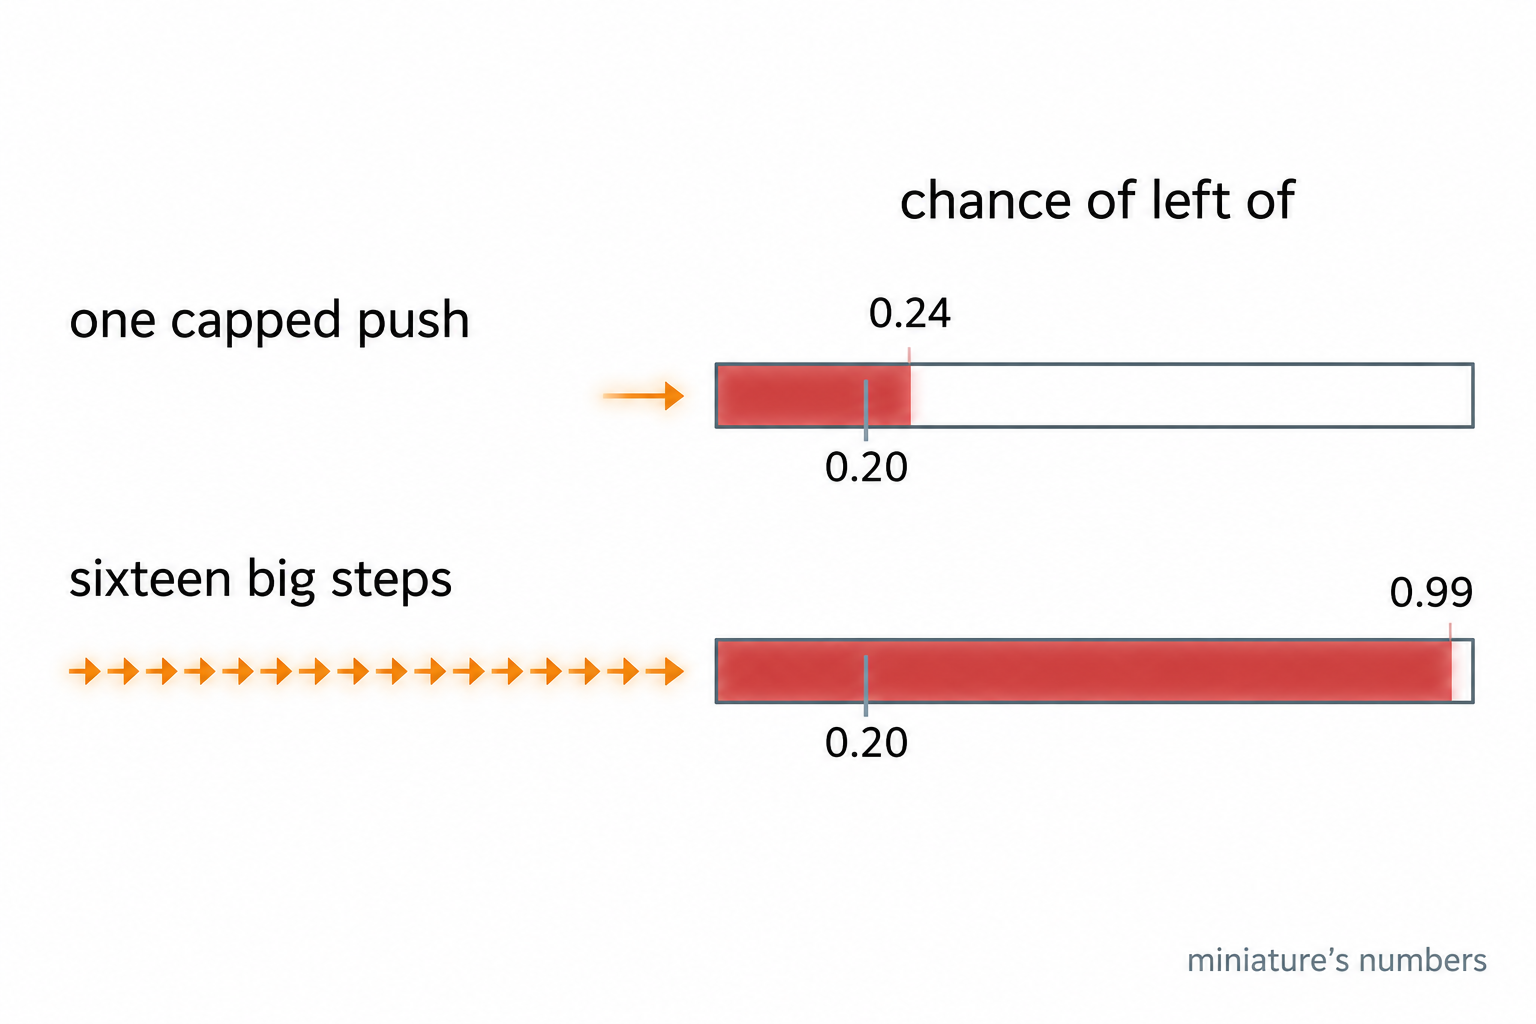 chance of left of
one capped push
0.24
0.20
sixteen big steps
0.99
0.20
miniature’s numbers